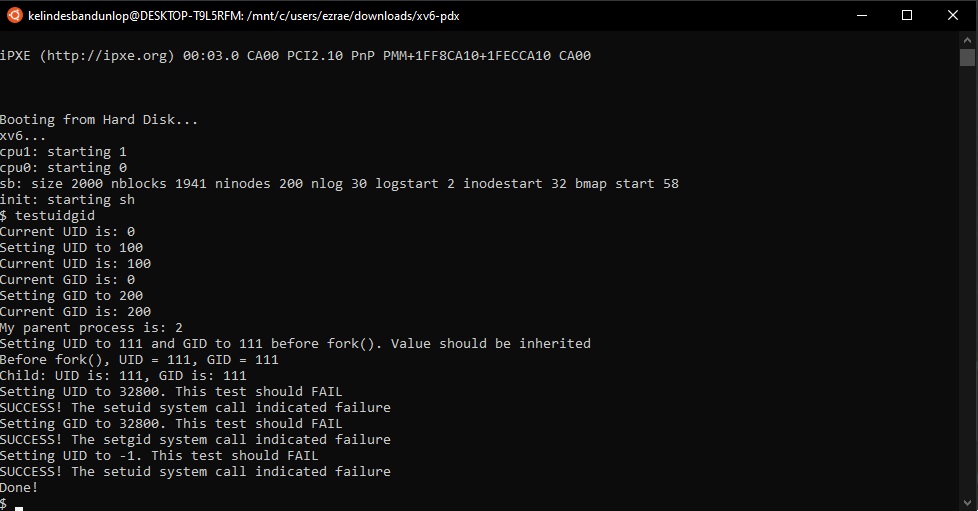 kelindesbandunlop@DESKTOP-T9L5RFM: /mnt/c/users/ezrae/downloads/xv6-pdx
iPXE (http://ipxe.org) 00:03.0 CA00 PCI2.10 PnP PMM+1FF8CA10+1FECCA10 CA00
Booting from Hard Disk...
xv6...
cpu1: starting 1
cpu0: starting 0
sb: size 2000 nblocks 1941 ninodes 200 nlog 30 logstart 2 inodestart 32 bmap start 58
init: starting sh
$ testuidgid
Current UID is: 0
Setting UID to 100
Current UID is: 100
Current GID is: 0
Setting GID to 200
Current GID is: 200
My parent process is: 2
Setting UID to 111 and GID to 111 before fork(). Value should be inherited
Before fork(), UID = 111, GID = 111
Child: UID is: 111, GID is: 111
Setting UID to 32800. This test should FAIL
SUCCESS! The setuid system call indicated failure
Setting GID to 32800. This test should FAIL
SUCCESS! The setgid system call indicated failure
Setting UID to -1. This test should FAIL
SUCCESS! The setuid system call indicated failure
Done!
$